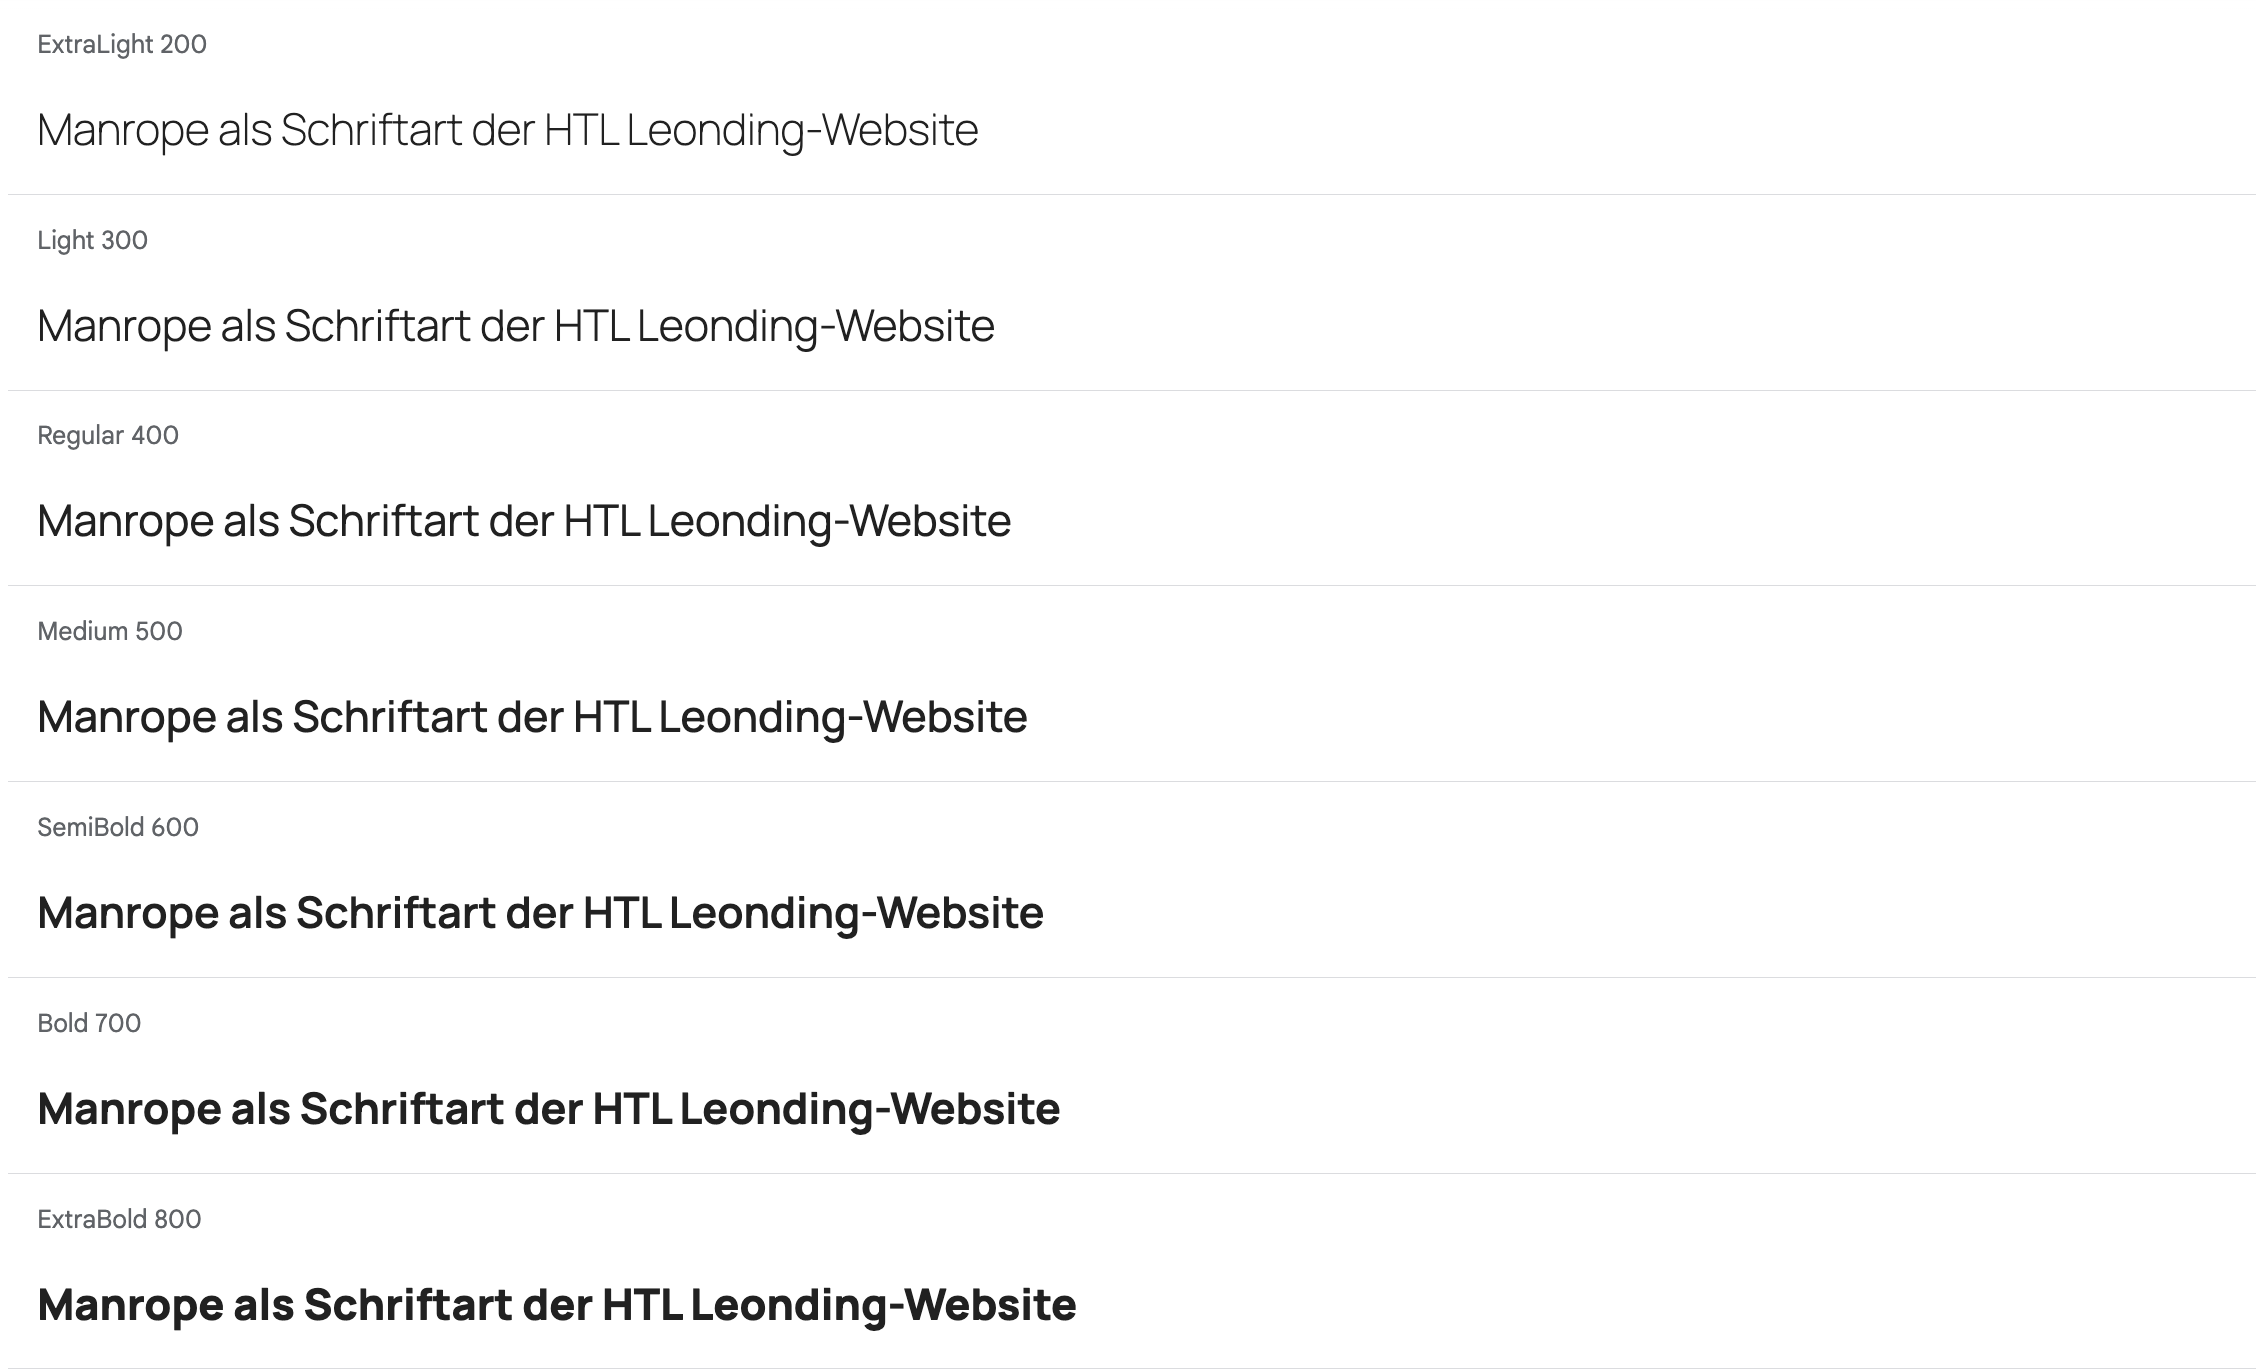 ExtraLight 200
Manrope als Schriftart der HTL Leonding-Website
Light 300
Manrope als Schriftart der HTL Leonding-Website
Regular 400
Manrope als Schriftart der HTL Leonding-Website
Medium 500
Manrope als Schriftart der HTL Leonding-Website
SemiBold 600
Manrope als Schriftart der HTL Leonding-Website
Bold 700
Manrope als Schriftart der HTL Leonding-Website
ExtraBold 800
Manrope als Schriftart der HTL Leonding-Website